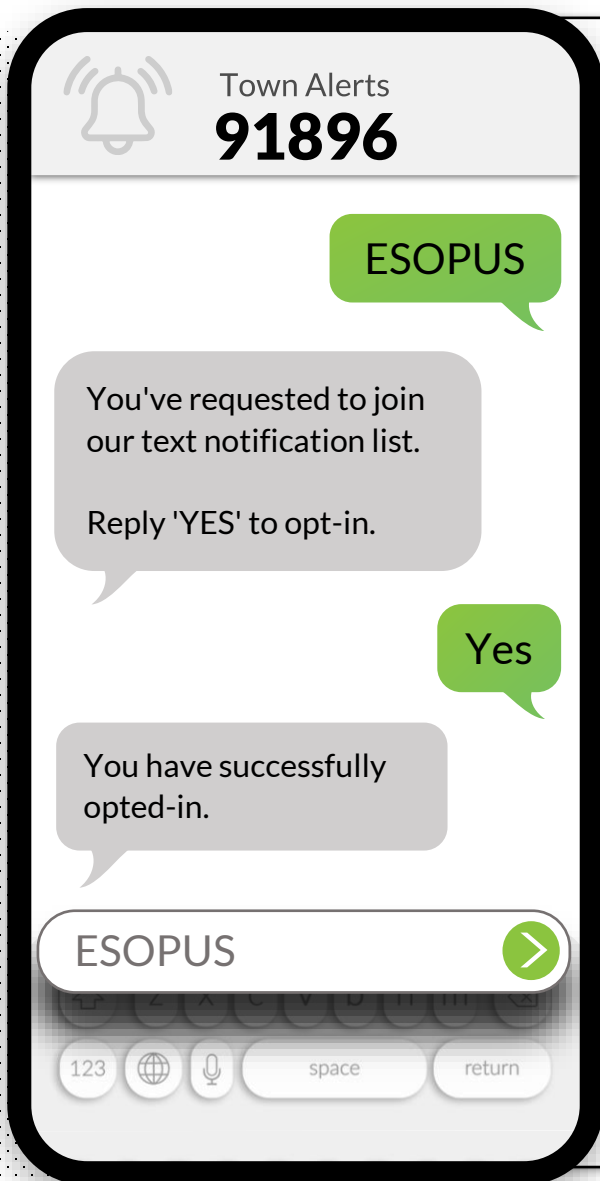 Town Alerts
91896
ESOPUS
You've requested to join
our text notification list.
Reply 'YES' to opt-in.
Yes
You have successfully
opted-in.
ESOPUS
Z X C V B n m
123 space return